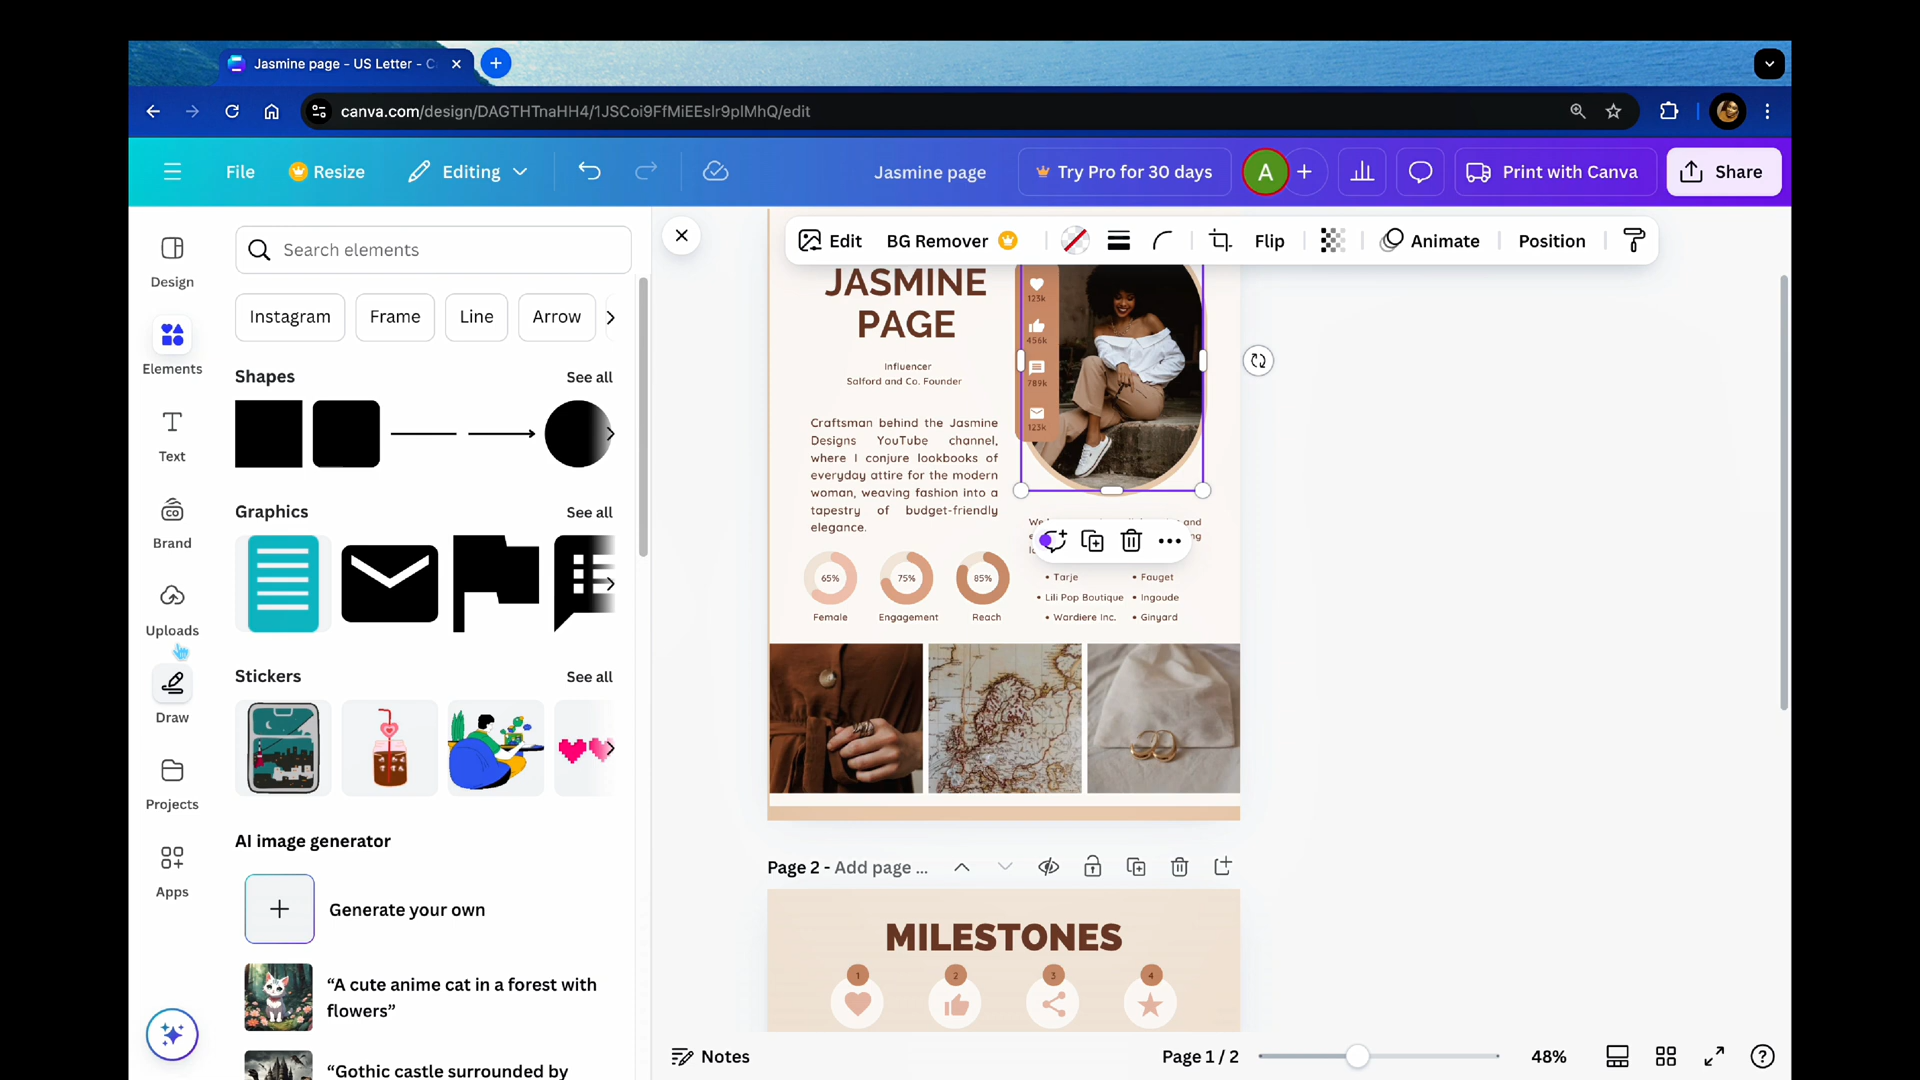 Jasmine page - US Letter - C
canva.com/design/DAGTHTnaHH4/1JSCoi9FfMiEEslr9plMhQ/edit
File
Resize
Editing
Jasmine page
Try Pro for 30 days
A
Print with Canva
Share
Design
Elements
Text
Brand
Uploads
Draw
Projects
Apps
Search elements
Instagram
Frame
Line
Arrow
Shapes
See all
Graphics
See all
Stickers
See all
AI image generator
Generate your own
“A cute anime cat in a forest with
flowers”
“Gothic castle surrounded by
Edit
BG Remover
Flip
Animate
Position
JASMINE
PAGE
Influencer
Salford and Co. Founder
Craftsman behind the Jasmine
Designs YouTube channel,
where I conjure lookbooks of
everyday attire for the modern
woman, weaving fashion into a
tapestry of budget-friendly
elegance.
123k
456k
789k
123k
65%
75%
85%
Female
Engagement
Reach
and
• Tarje
• Fauget
• Lili Pop Boutique
• Ingoude
• Wardiere Inc.
• Ginyard
Page 2 - Add page ...
MILESTONES
1
2
3
4
Notes
Page 1 / 2
48%